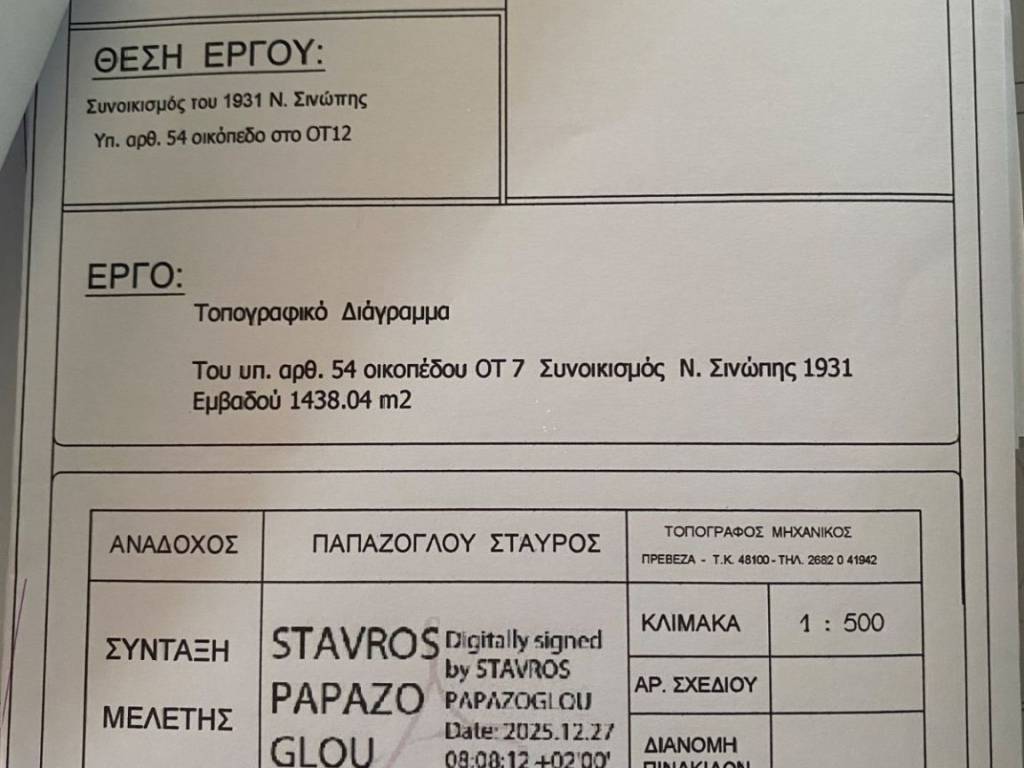 ΘΕΣΗ ΕΡΓΟΥ:
Συνοικισμός του 1931 Ν. Σινώπης
Υπ. αρθ. 54 οικόπεδο στο ΟΤ12
ΕΡΓΟ:
Τοπογραφικό Διάγραμμα
Του υπ. αρθ. 54 οικοπέδου ΟΤ 7 Συνοικισμός Ν. Σινώπης 1931
Εμβαδού 1438.04 m2
ΑΝΑΔΟΧΟΣ
ΠΑΠΑΖΟΓΛΟΥ ΣΤΑΥΡΟΣ
ΤΟΠΟΓΡΑΦΟΣ ΜΗΧΑΝΙΚΟΣ
ΠΡΕΒΕΖΑ - Τ.Κ. 48100 - ΤΗΛ. 2682 0 41942
ΣΥΝΤΑΞΗ
ΜΕΛΕΤΗΣ
STAVROS
PAPAZO
GLOU
Digitally signed
by STAVROS
PAPAZOGLOU
Date: 2025.12.27
08:08:12 +02'00'
ΚΛΙΜΑΚΑ
1 : 500
ΑΡ. ΣΧΕΔΙΟΥ
ΔΙΑΝΟΜΗ
ΠΙΝΑΚΙΔΩΝ